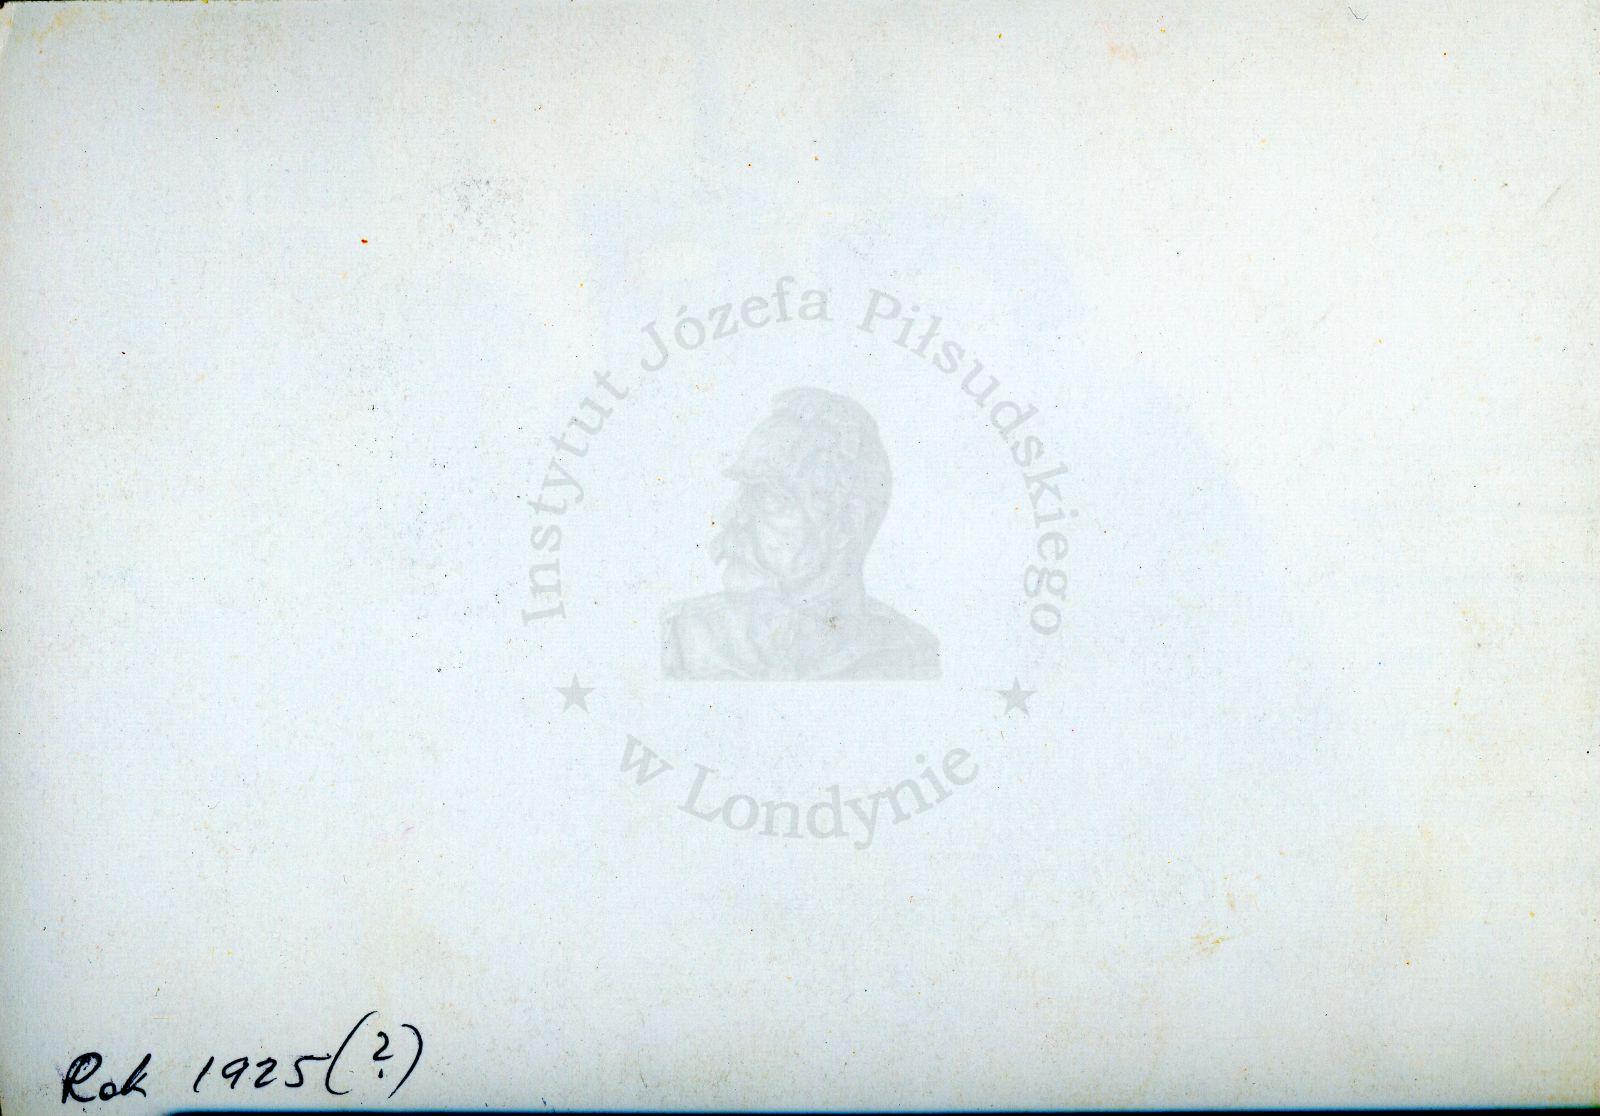 Instytut Józefa Piłsudskiego
w Londynie
Rok 1925(?)